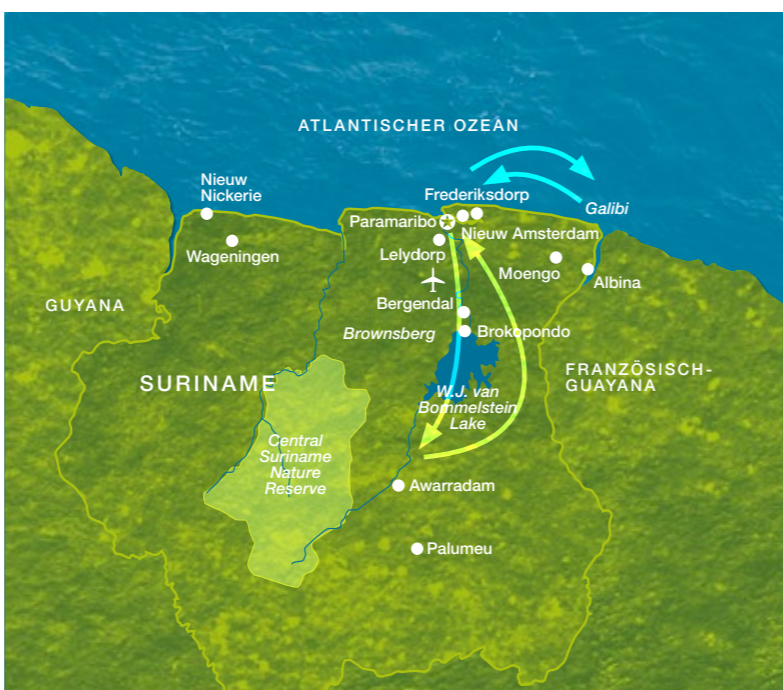 ATLANTISCHER OZEAN
Nieuw
Nickerie
Frederiksdorp
Galibi
Paramaribo
Nieuw Amsterdam
Wageningen
Lelydorp
Moengo
Albina
GUYANA
Bergendal
Brownsberg
Brokopondo
SURINAME
FRANZÖSISCH-
GUAYANA
W.J. van
Bommelstein
Lake
Central
Suriname
Nature
Reserve
Awarradam
Palumeu